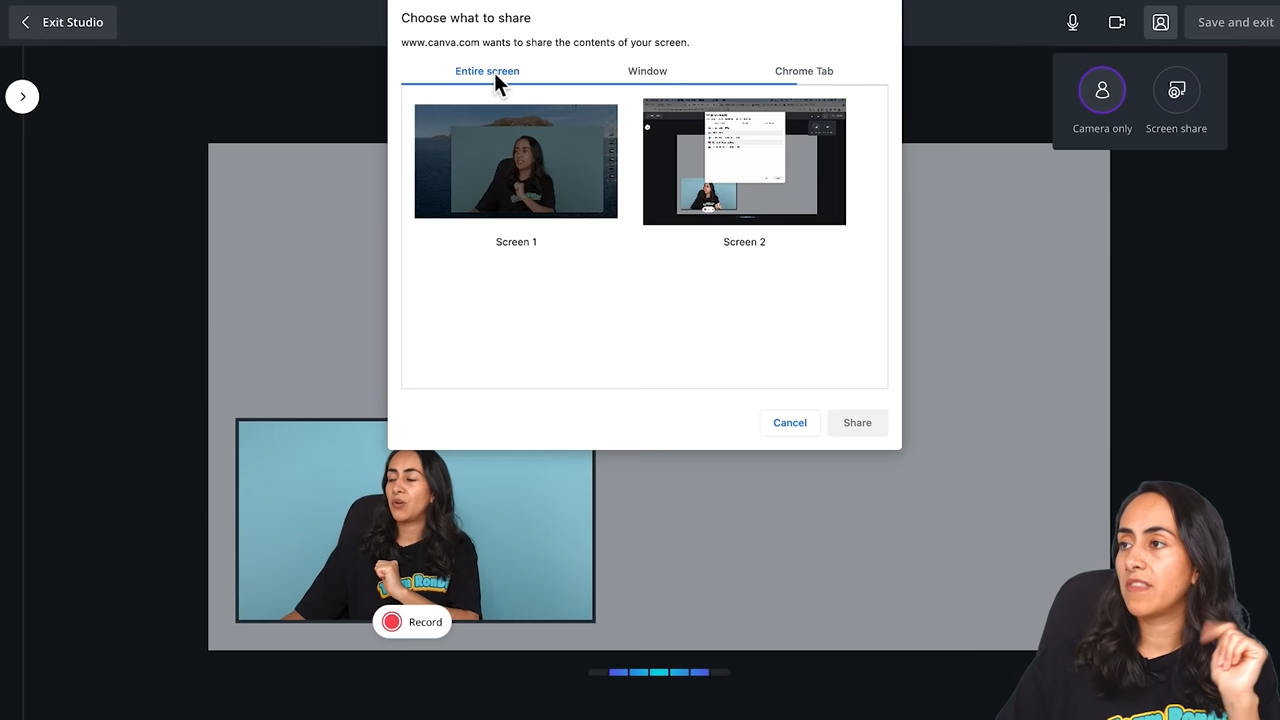 Exit Studio
Save and exit
Choose what to share
www.canva.com wants to share the contents of your screen.
Entire screen
Window
Chrome Tab
Camera only
share
Screen 1
Screen 2
Cancel
Share
Record